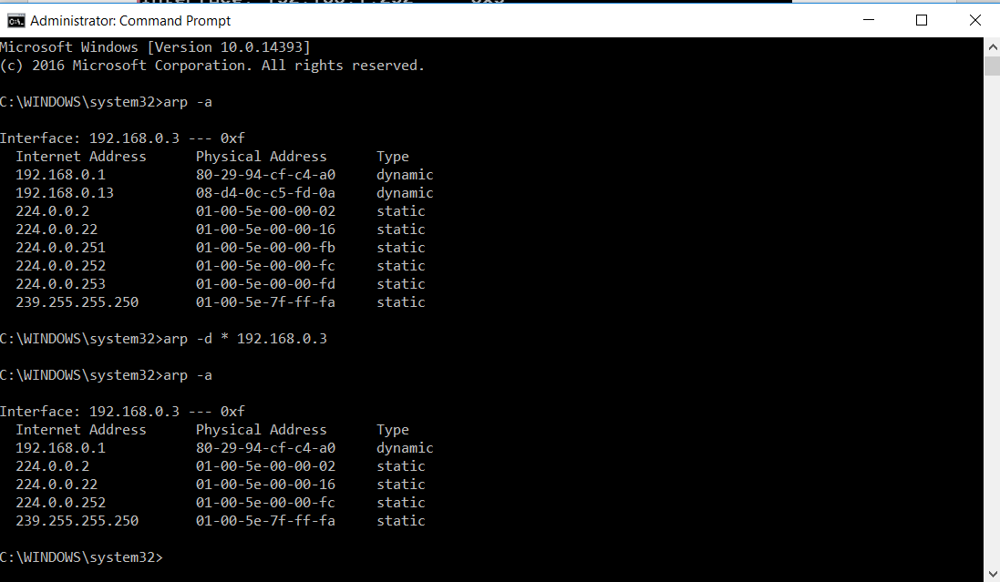 Administrator: Command Prompt
Microsoft Windows [Version 10.0.14393]
(c) 2016 Microsoft Corporation. All rights reserved.
C:\WINDOWS\system32>arp -a
Interface: 192.168.0.3 --- 0xf
Internet Address Physical Address Type
192.168.0.1 80-29-94-cf-c4-a0 dynamic
192.168.0.13 08-d4-0c-c5-fd-0a dynamic
224.0.0.2 01-00-5e-00-00-02 static
224.0.0.22 01-00-5e-00-00-16 static
224.0.0.251 01-00-5e-00-00-fb static
224.0.0.252 01-00-5e-00-00-fc static
224.0.0.253 01-00-5e-00-00-fd static
239.255.255.250 01-00-5e-7f-ff-fa static
C:\WINDOWS\system32>arp -d * 192.168.0.3
C:\WINDOWS\system32>arp -a
Interface: 192.168.0.3 --- 0xf
Internet Address Physical Address Type
192.168.0.1 80-29-94-cf-c4-a0 dynamic
224.0.0.2 01-00-5e-00-00-02 static
224.0.0.22 01-00-5e-00-00-16 static
224.0.0.252 01-00-5e-00-00-fc static
239.255.255.250 01-00-5e-7f-ff-fa static
C:\WINDOWS\system32>